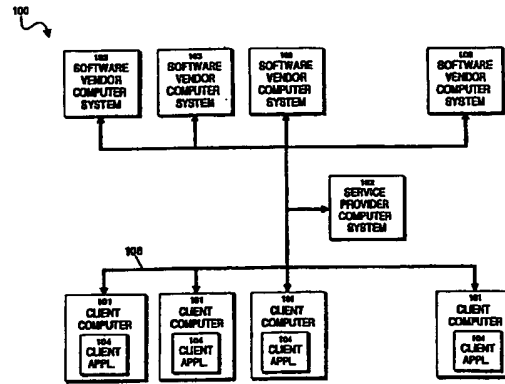 100
103 103 103 103
SOFTWARE VENDOR COMPUTER SYSTEM
SOFTWARE VENDOR COMPUTER SYSTEM
SOFTWARE VENDOR COMPUTER SYSTEM
SOFTWARE VENDOR COMPUTER SYSTEM
102
SERVICE
PROVIDER
COMPUTER
SYSTEM
101 101 101 101
CLIENT COMPUTER
CLIENT COMPUTER
CLIENT COMPUTER
CLIENT COMPUTER
104 104 104 104
CLIENT APPL.
CLIENT APPL.
CLIENT APPL.
CLIENT APPL.